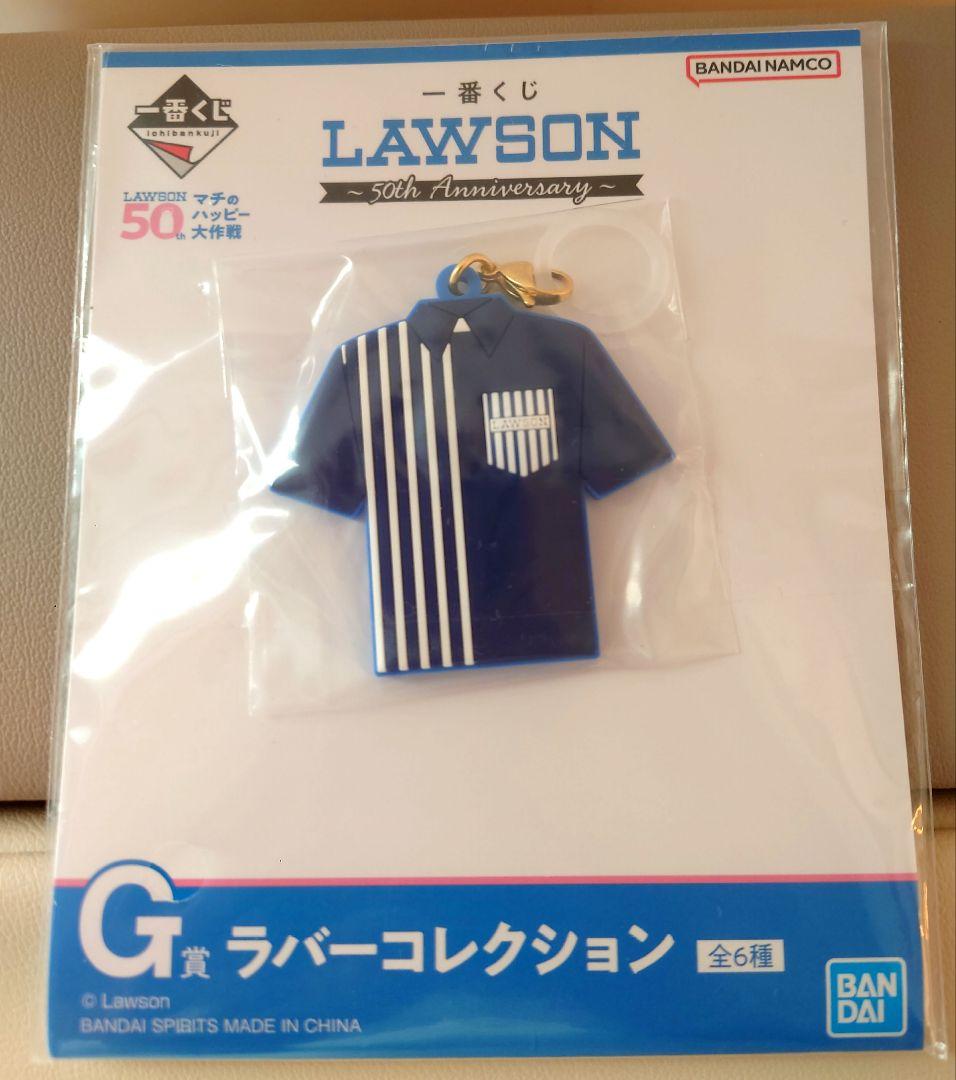 一番くじ
ichibankuji
LAWSON
50th
マチの
ハッピー
大作戦
一番くじ
LAWSON
~50th Anniversary~
BANDAI NAMCO
LAWSON
G賞 ラバーコレクション 全6種
© Lawson
BANDAI SPIRITS MADE IN CHINA
BAN
DAI